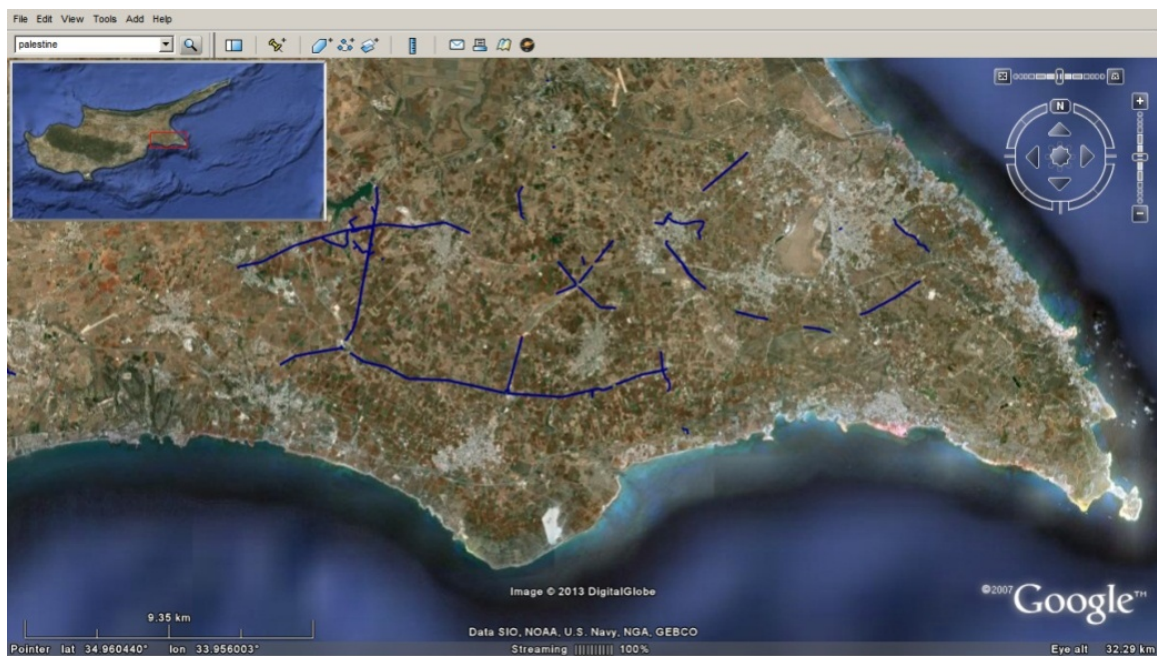 File Edit View Tools Add Help
palestine
N
Image © 2013 DigitalGlobe
©2007 Google™
9.35 km
Data SIO, NOAA, U.S. Navy, NGA, GEBCO
Pointer lat 34.960440° lon 33.956003° Streaming |||||||||| 100% Eye alt 32.29 km